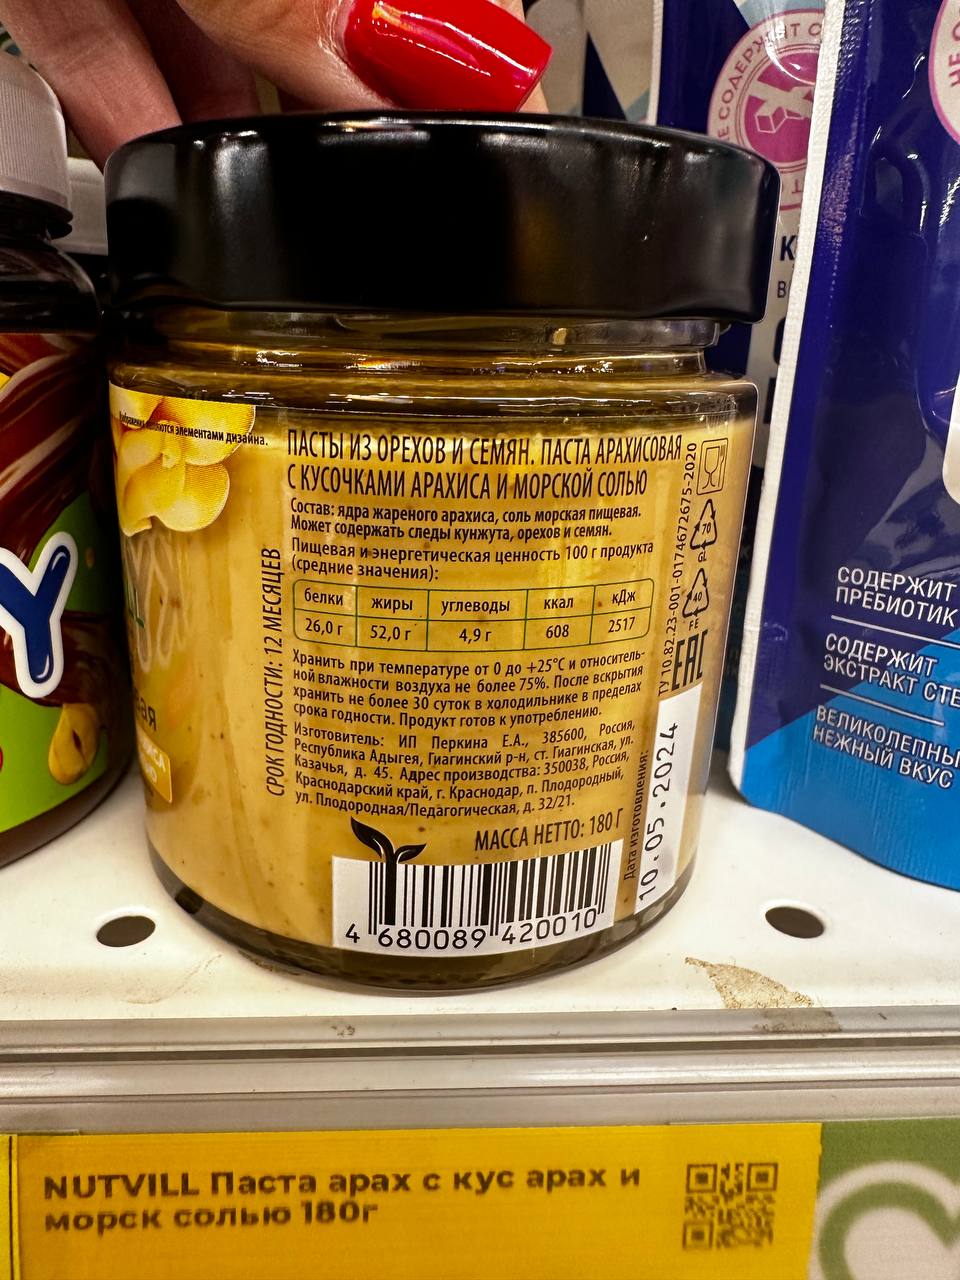 элементами дизайна.
ПАСТЫ ИЗ ОРЕХОВ И СЕМЯН. ПАСТА АРАХИСОВАЯ
С КУСОЧКАМИ АРАХИСА И МОРСКОЙ СОЛЬЮ
Состав: ядра жареного арахиса, соль морская пищевая.
Может содержать следы кунжута, орехов и семян.
Пищевая и энергетическая ценность 100 г продукта
(средние значения):
белки жиры углеводы ккал кДж
26,0 г 52,0 г 4,9 г 608 2517
Хранить при температуре от 0 до +25°С и относитель-
ной влажности воздуха не более 75%. После вскрытия
хранить не более 30 суток в холодильнике в пределах
срока годности. Продукт готов к употреблению.
Изготовитель: ИП Перкина Е.А., 385600, Россия,
Республика Адыгея, Гиагинский р-н, ст. Гиагинская, ул.
Казачья, д. 45. Адрес производства: 350038, Россия,
Краснодарский край, г. Краснодар, п. Плодородный,
ул. Плодородная/Педагогическая, д. 32/21.
МАССА НЕТТО: 180 Г
4 680089 420010
СРОК ГОДНОСТИ: 12 МЕСЯЦЕВ
ТУ 10.82.23-001-0174672675-2020
70
GL
40
FE
EAC
Дата изготовления:
10.05.2024
Y
НЕ СОДЕРЖИТ
СОДЕРЖИТ
ПРЕБИОТИК
СОДЕРЖИТ
ЭКСТРАКТ СТЕ
ВЕЛИКОЛЕПНЫ
НЕЖНЫЙ ВКУС
NUTVILL Паста арах с кус арах и
морск солью 180г